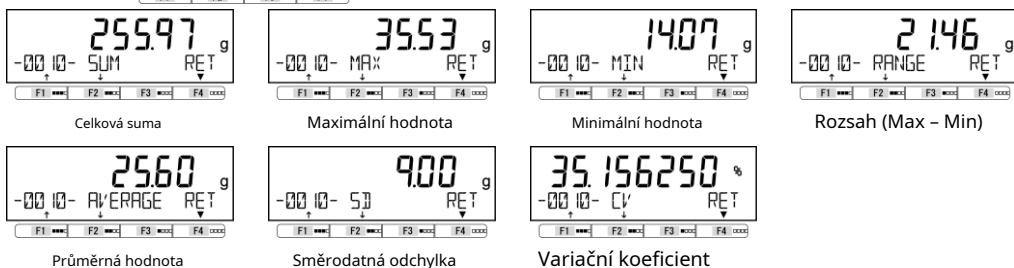 255.97 g
-0010- SUM RET
F1 F2 F3 F4
Celková suma
35.53 g
-0010- MAX RET
F1 F2 F3 F4
Maximální hodnota
14.07 g
-0010- MIN RET
F1 F2 F3 F4
Minimální hodnota
21.46 g
-0010- RANGE RET
F1 F2 F3 F4
Rozsah (Max – Min)
25.60 g
-0010- AVERAGE RET
F1 F2 F3 F4
Průměrná hodnota
9.00 g
-0010- SD RET
F1 F2 F3 F4
Směrodatná odchylka
35.156250 %
-0010- CV RET
F1 F2 F3 F4
Variační koeficient